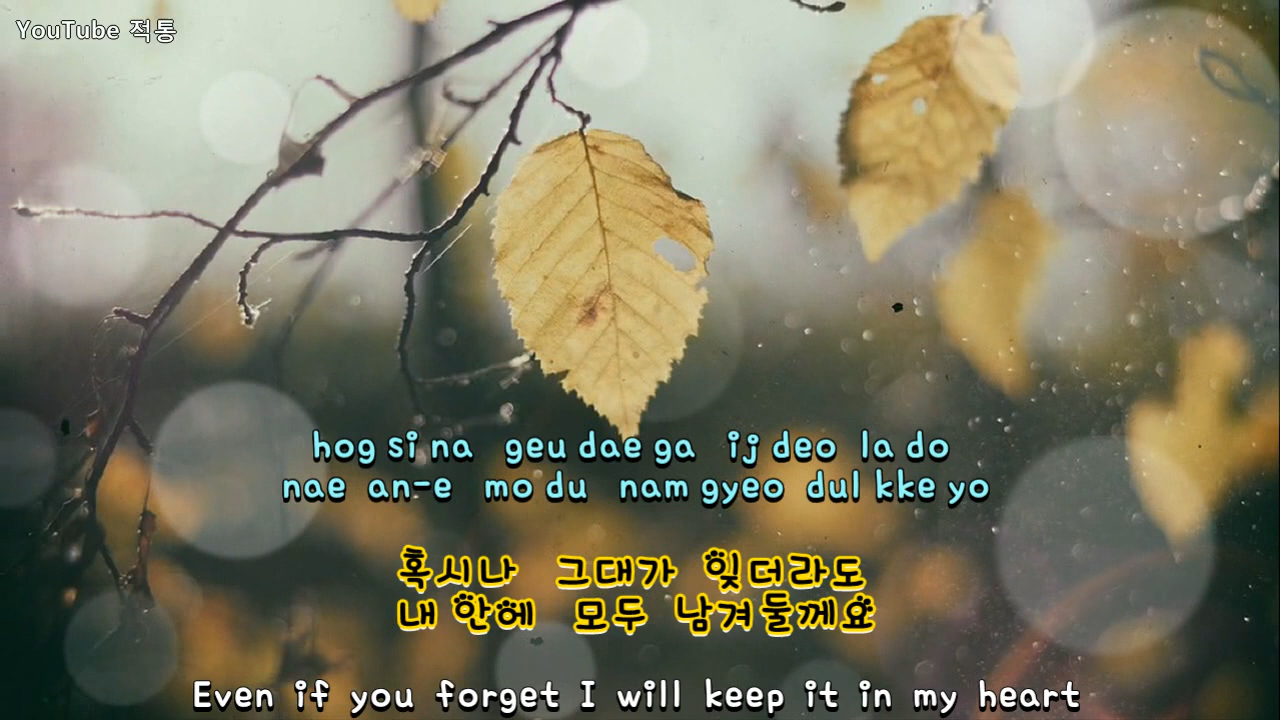 YouTube 적통
hog si na geu dae ga ij deo la do
nae an-e mo du nam gyeo dul kke yo
혹시나 그대가 잊더라도
내 안에 모두 남겨둘께요
Even if you forget I will keep it in my heart